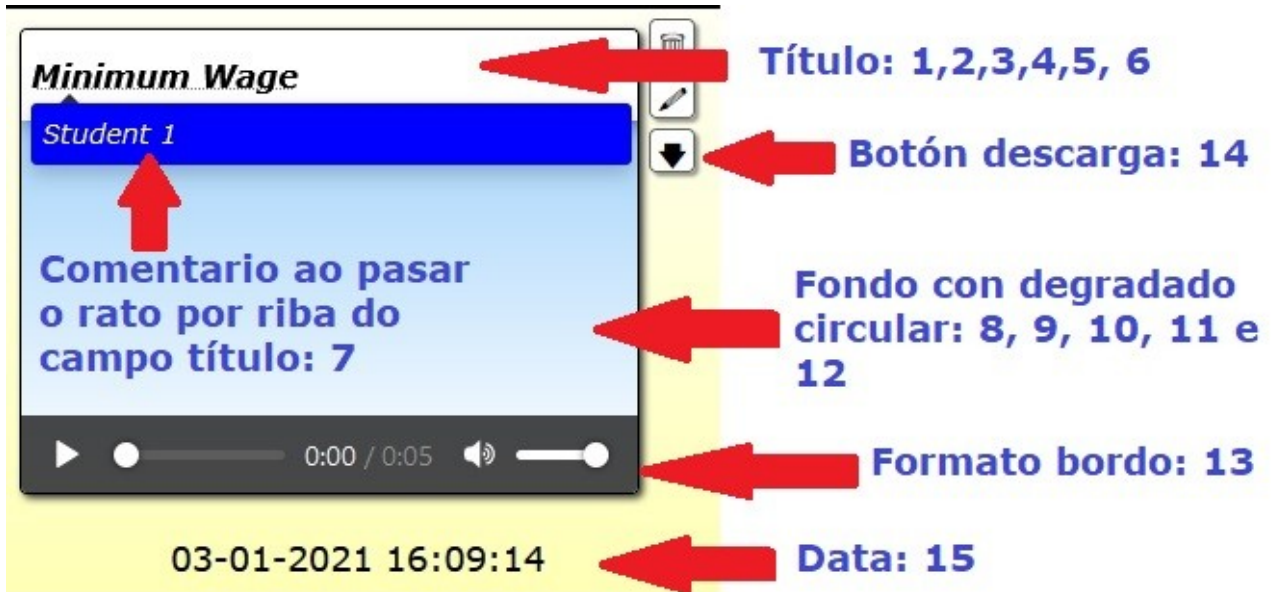 Título: 1,2,3,4,5, 6
Minimum Wage
Student 1
Botón descarga: 14
Comentario ao pasar
o rato por riba do
campo título: 7
Fondo con degradado
circular: 8, 9, 10, 11 e
12
0:00 / 0:05
Formato bordo: 13
03-01-2021 16:09:14
Data: 15